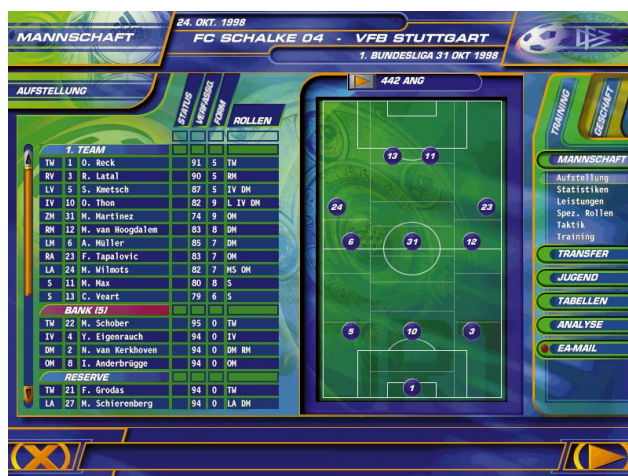 MANNSCHAFT
24. OKT. 1998
FC SCHALKE 04 - VFB STUTTGART
1. BUNDESLIGA 31 OKT 1998
AUFSTELLUNG
STATUS VERFASSG. FORM ROLLEN
1. TEAM
TW 1 O. Reck 91 5 TW
RV 3 R. Latal 90 5 RM
LV 5 S. Kmetsch 87 5 IV DM
IV 10 O. Thon 82 9 L IV DM
ZM 31 M. Martinez 74 9 OM
RM 12 M. van Hoogdalem 83 8 DM
LM 6 A. Müller 85 7 DM
RA 23 F. Tapalovic 83 7 OM
LA 24 M. Wilmots 82 7 MS OM
S 11 M. Max 80 8 S
S 13 C. Veart 79 6 S
BANK (5)
TW 22 M. Schober 95 0 TW
IV 4 Y. Eigenrauch 94 0 IV
DM 2 N. van Kerkhoven 94 0 DM RM
OM 8 I. Anderbrügge 94 0 OM
RESERVE
TW 21 F. Grodas 94 0 TW
LA 27 M. Schierenberg 94 0 LA DM
442 ANG
13 11
24 23
6 31 12
5 10 3
1
TRAINING
GESCHÄFT
MANNSCHAFT
Aufstellung
Statistiken
Leistungen
Spez. Rollen
Taktik
Training
TRANSFER
JUGEND
TABELLEN
ANALYSE
EA-MAIL